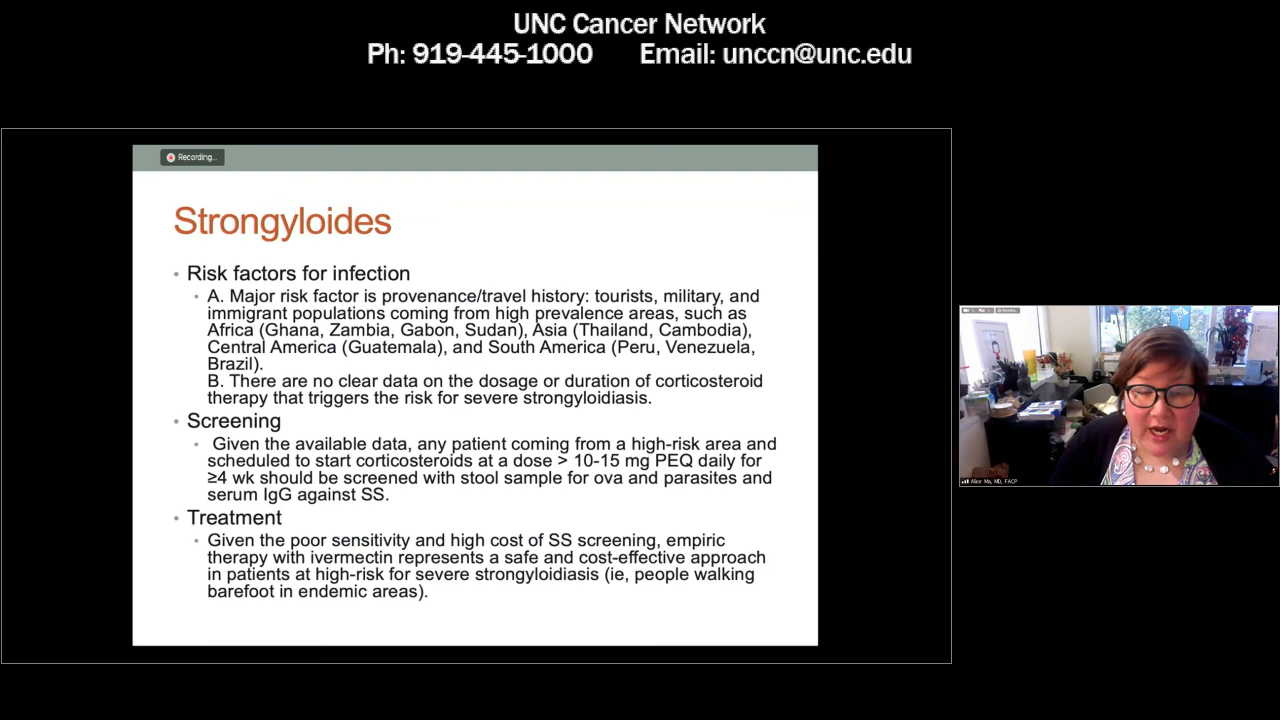 UNC Cancer Network
Ph: 919-445-1000 Email: unccn@unc.edu
Recording...
Strongyloides
• Risk factors for infection
• A. Major risk factor is provenance/travel history: tourists, military, and
immigrant populations coming from high prevalence areas, such as
Africa (Ghana, Zambia, Gabon, Sudan), Asia (Thailand, Cambodia),
Central America (Guatemala), and South America (Peru, Venezuela,
Brazil).
B. There are no clear data on the dosage or duration of corticosteroid
therapy that triggers the risk for severe strongyloidiasis.
• Screening
• Given the available data, any patient coming from a high-risk area and
scheduled to start corticosteroids at a dose > 10-15 mg PEQ daily for
≥4 wk should be screened with stool sample for ova and parasites and
serum IgG against SS.
• Treatment
• Given the poor sensitivity and high cost of SS screening, empiric
therapy with ivermectin represents a safe and cost-effective approach
in patients at high-risk for severe strongyloidiasis (ie, people walking
barefoot in endemic areas).
Alice Ma, MD, FACP